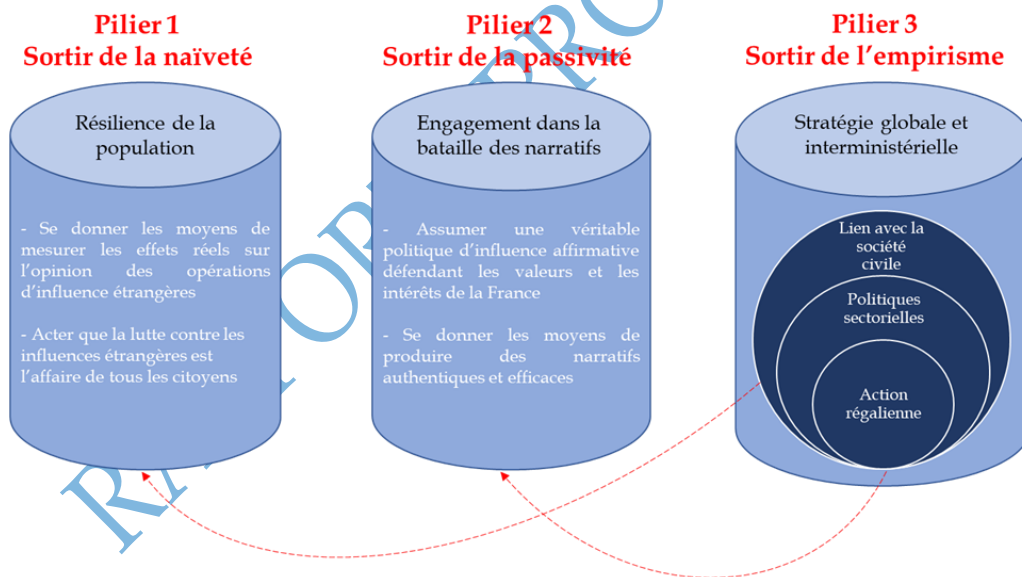 Pilier 1
Sortir de la naïveté
Résilience de la
population
- Se donner les moyens de
mesurer les effets réels sur
l'opinion des opérations
d'influence étrangères
- Acter que la lutte contre les
influences étrangères est
l'affaire de tous les citoyens
Pilier 2
Sortir de la passivité
Engagement dans la
bataille des narratifs
- Assumer une véritable
politique d'influence affirmative
défendant les valeurs et les
intérêts de la France
- Se donner les moyens de
produire des narratifs
authentiques et efficaces
Pilier 3
Sortir de l'empirisme
Stratégie globale et
interministérielle
Lien avec la
société
civile
Politiques
sectorielles
Action
régalienne